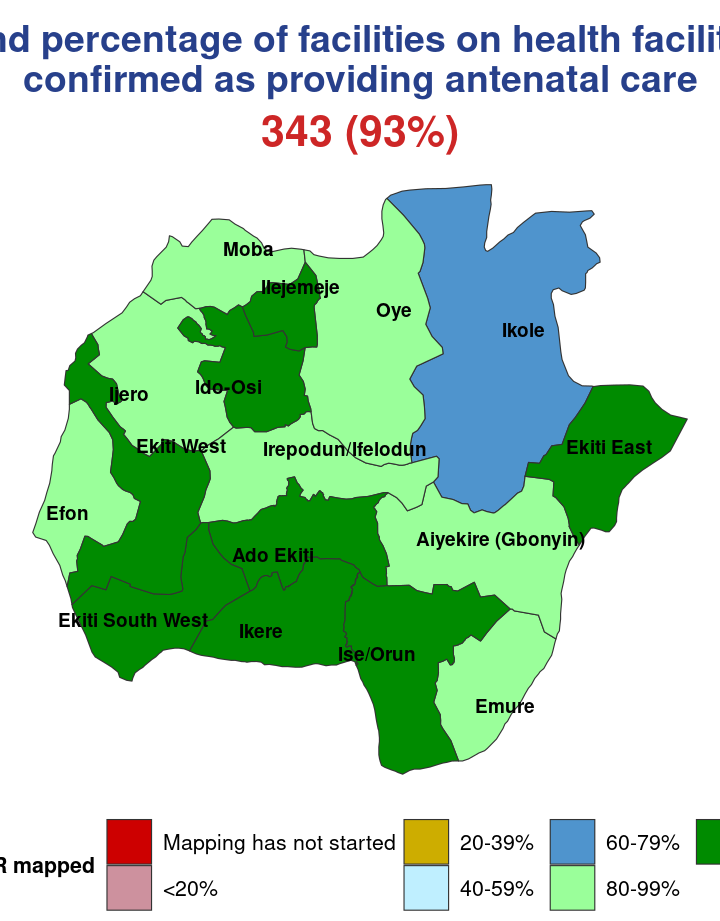 percentage of facilities on health
confirmed as providing antenatal care
343 (93%)
Moba
Ilejemeje
Oye
Ikole
Ido-Osi
Ijero
Ekiti West
Irepodun/Ifelodun
Ekiti East
Efon
Aiyekire (Gbonyin)
Ado Ekiti
Ekiti South West
Ikere
Ise/Orun
Emure
Mapping has not started
20-39%
60-79%
mapped
<20%
40-59%
80-99%